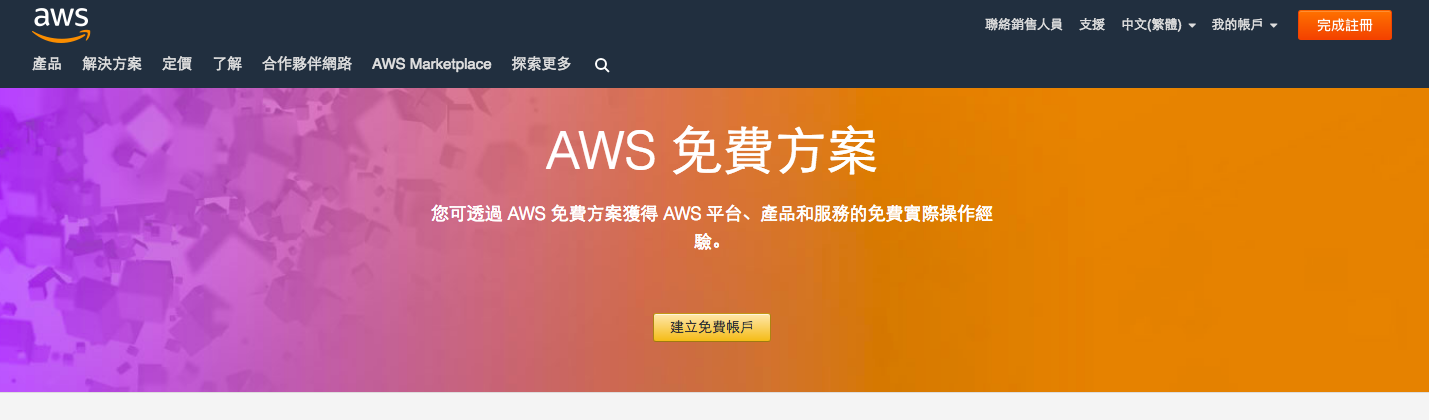 aws
聯絡銷售人員 支援 中文(繁體) 我的帳戶 完成註冊
產品 解決方案 定價 了解 合作夥伴網路 AWS Marketplace 探索更多
AWS 免費方案
您可透過 AWS 免費方案獲得 AWS 平台、產品和服務的免費實際操作經
驗。
建立免費帳戶